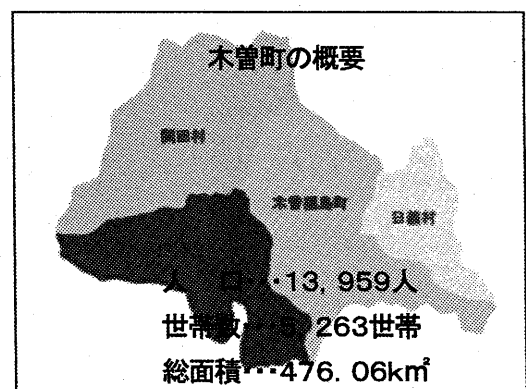 木曽町の概要
開田村
木曽福島町
日義村
人　口・・・13,959人
世帯数・・・5,263世帯
総面積・・・476.06k㎡